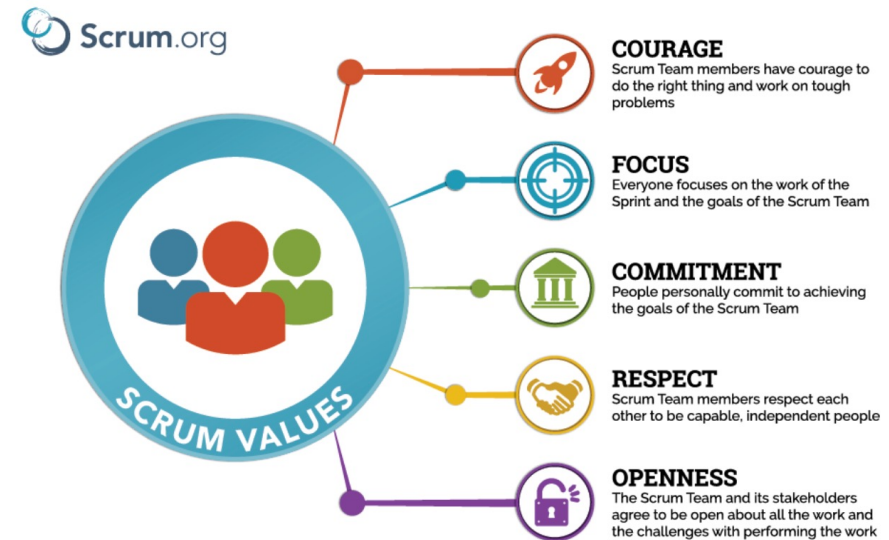 Scrum.org
COURAGE
Scrum Team members have courage to
do the right thing and work on tough
problems
FOCUS
Everyone focuses on the work of the
Sprint and the goals of the Scrum Team
COMMITMENT
People personally commit to achieving
the goals of the Scrum Team
RESPECT
Scrum Team members respect each
other to be capable, independent people
OPENNESS
The Scrum Team and its stakeholders
agree to be open about all the work and
the challenges with performing the work
SCRUM VALUES